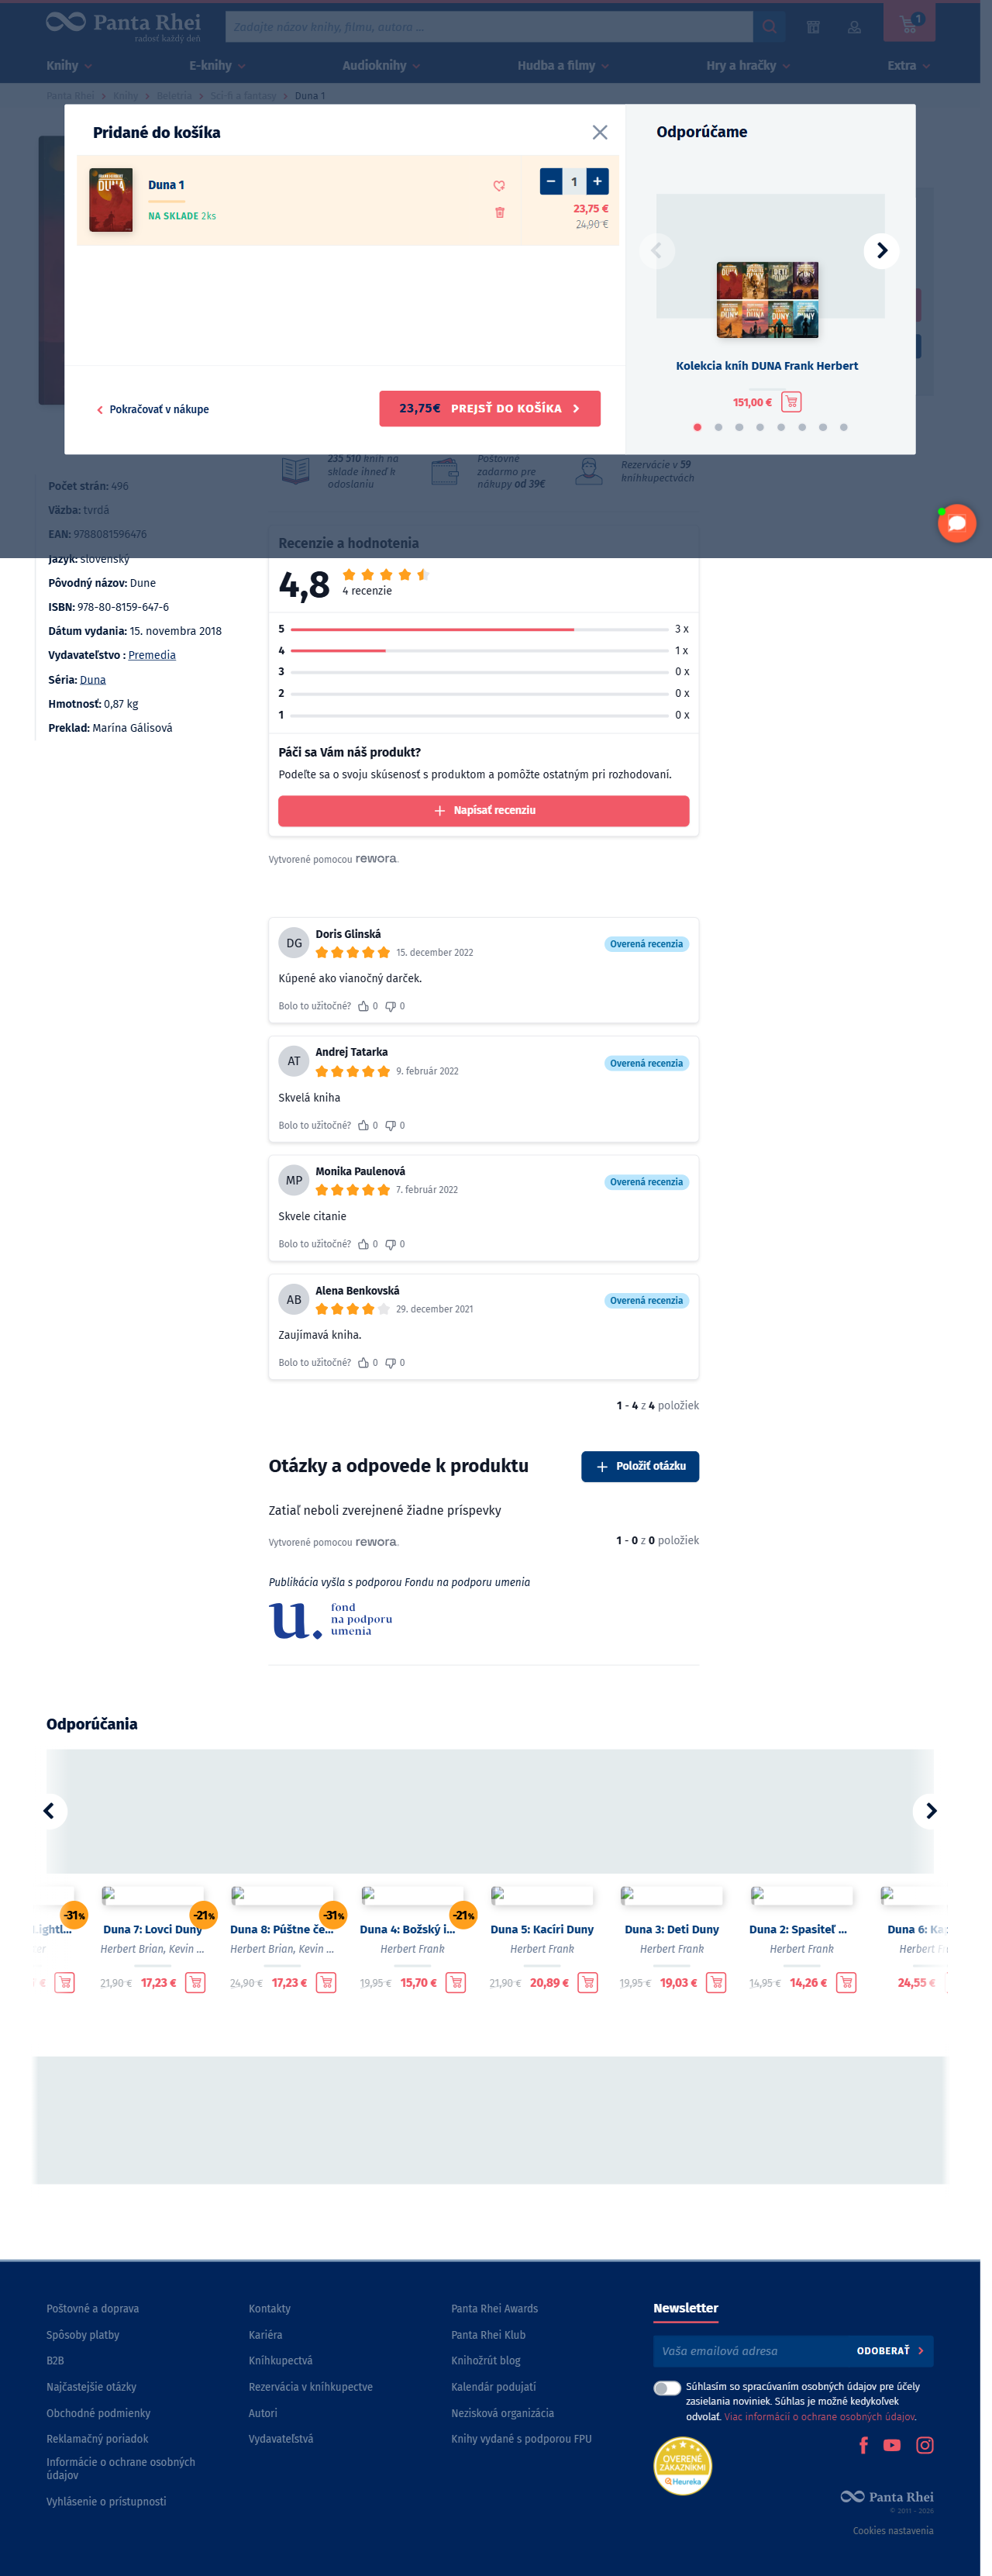 Panta Rhei
radosť každý deň
Zadajte názov knihy, filmu, autora ...
1
Knihy
E-knihy
Audioknihy
Hudba a filmy
Hry a hračky
Extra
Panta Rhei > Knihy > Beletria > Sci-fi a fantasy > Duna 1
Pridané do košíka
Duna 1
NA SKLADE 2ks
1
23,75 €
24,90 €
Pokračovať v nákupe
23,75€ PREJSŤ DO KOŠÍKA
Odporúčame
Kolekcia kníh DUNA Frank Herbert
151,00 €
235 510 kníh na
sklade ihneď k
odoslaniu
Poštovné
zadarmo pre
nákupy od 39€
Rezervácie v 59
kníhkupectvách
Počet strán: 496
Väzba: tvrdá
EAN: 9788081596476
Jazyk: slovenský
Pôvodný názov: Dune
ISBN: 978-80-8159-647-6
Dátum vydania: 15. novembra 2018
Vydavateľstvo : Premedia
Séria: Duna
Hmotnosť: 0,87 kg
Preklad: Marína Gálisová
Recenzie a hodnotenia
4,8
4 recenzie
5 3 x
4 1 x
3 0 x
2 0 x
1 0 x
Páči sa Vám náš produkt?
Podeľte sa o svoju skúsenosť s produktom a pomôžte ostatným pri rozhodovaní.
Napísať recenziu
Vytvorené pomocou rewora.
DG
Doris Glinská
15. december 2022
Overená recenzia
Kúpené ako vianočný darček.
Bolo to užitočné? 0 0
AT
Andrej Tatarka
9. február 2022
Overená recenzia
Skvelá kniha
Bolo to užitočné? 0 0
MP
Monika Paulenová
7. február 2022
Overená recenzia
Skvele citanie
Bolo to užitočné? 0 0
AB
Alena Benkovská
29. december 2021
Overená recenzia
Zaujímavá kniha.
Bolo to užitočné? 0 0
1 - 4 z 4 položiek
Otázky a odpovede k produktu
Položiť otázku
Zatiaľ neboli zverejnené žiadne príspevky
Vytvorené pomocou rewora.
1 - 0 z 0 položiek
Publikácia vyšla s podporou Fondu na podporu umenia
u. fond
na podporu
umenia
Odporúčania
-31%
-21%
-31%
-21%
Duna 7: Lovci Duny
Duna 8: Púštne če...
Duna 4: Božský i...
Duna 5: Kacíri Duny
Duna 3: Deti Duny
Duna 2: Spasiteľ ...
Herbert Brian, Kevin ...
Herbert Brian, Kevin ...
Herbert Frank
Herbert Frank
Herbert Frank
Herbert Frank
21,90 € 17,23 €
24,90 € 17,23 €
19,95 € 15,70 €
21,90 € 20,89 €
19,95 € 19,03 €
14,95 € 14,26 €
24,55 €
Poštovné a doprava
Spôsoby platby
B2B
Najčastejšie otázky
Obchodné podmienky
Reklamačný poriadok
Informácie o ochrane osobných
údajov
Vyhlásenie o prístupnosti
Kontakty
Kariéra
Kníhkupectvá
Rezervácia v kníhkupectve
Autori
Vydavateľstvá
Panta Rhei Awards
Panta Rhei Klub
Knihožrút blog
Kalendár podujatí
Nezisková organizácia
Knihy vydané s podporou FPU
Newsletter
Vaša emailová adresa
ODOBERAŤ
Súhlasím so spracúvaním osobných údajov pre účely
zasielania noviniek. Súhlas je možné kedykoľvek
odvolať. Viac informácií o ochrane osobných údajov.
OVERENÉ
ZÁKAZNÍKMI
Heureka
Panta Rhei
© 2011 - 2026
Cookies nastavenia